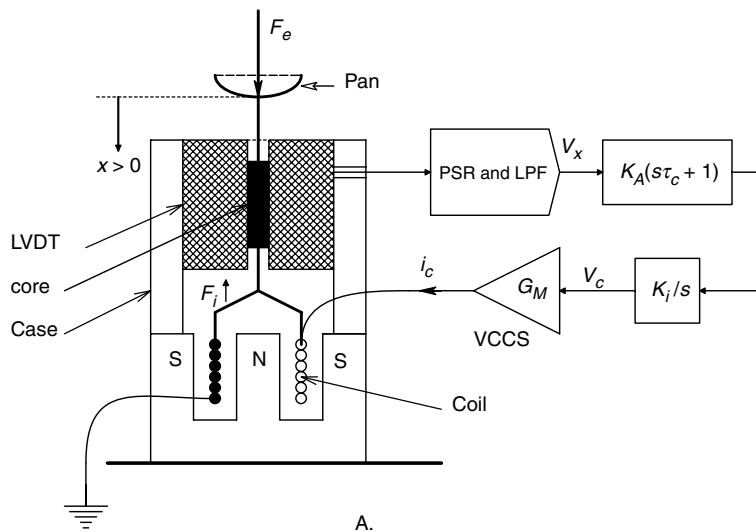 F_e
Pan
x > 0
PSR and LPF
V_x
K_A(sτ_c + 1)
LVDT
core
Case
F_i
i_c
G_M
V_c
K_i/s
VCCS
S
N
S
Coil
A.